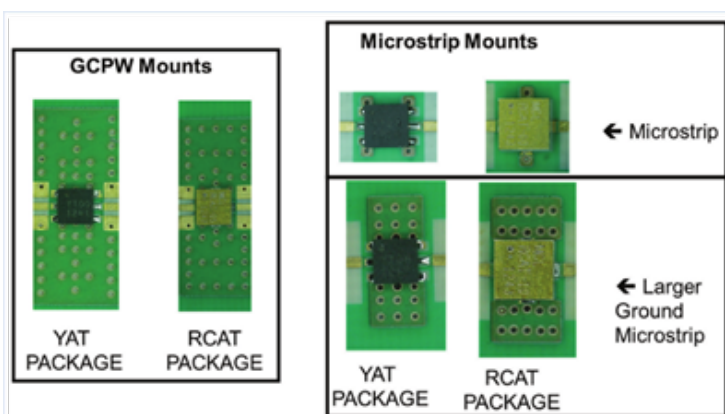 GCPW Mounts
YAT
PACKAGE
RCAT
PACKAGE
Microstrip Mounts
← Microstrip
← Larger
Ground
Microstrip
YAT
PACKAGE
RCAT
PACKAGE